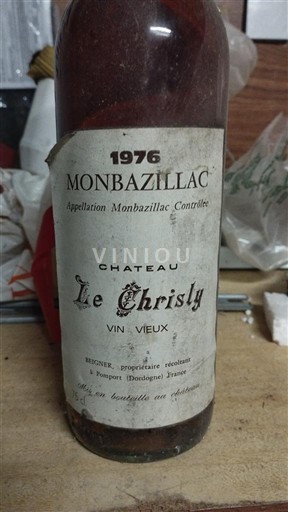 1976
MONBAZILLAC
Appellation Monbazillac Contrôlée
VINIOU
CHATEAU
Le Chrisly
VIN VIEUX
BEIGNER, propriétaire récoltant
à Pomport (Dordogne) France
Mis en bouteille au château